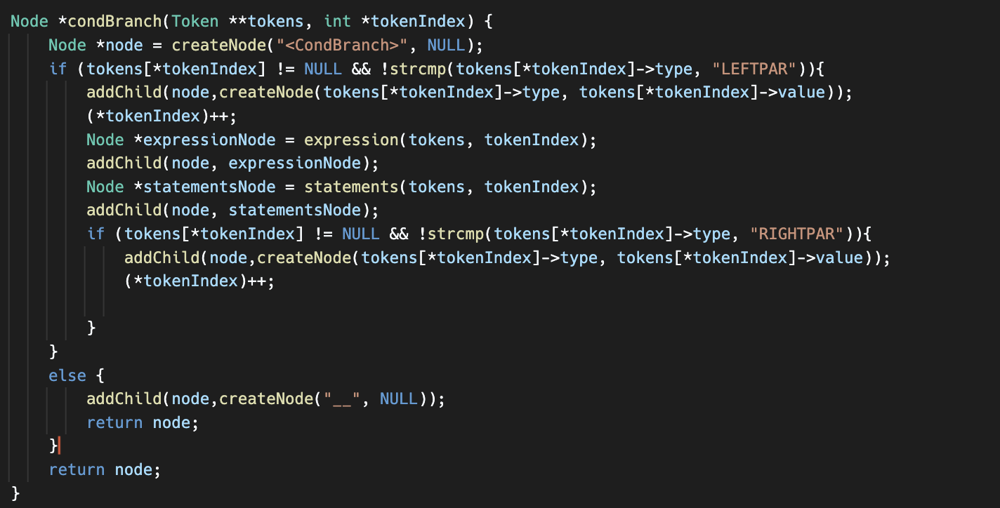 Node *condBranch(Token **tokens, int *tokenIndex) {
    Node *node = createNode("<CondBranch>", NULL);
    if (tokens[*tokenIndex] != NULL && !strcmp(tokens[*tokenIndex]->type, "LEFTPAR")){
        addChild(node,createNode(tokens[*tokenIndex]->type, tokens[*tokenIndex]->value));
        (*tokenIndex)++;
        Node *expressionNode = expression(tokens, tokenIndex);
        addChild(node, expressionNode);
        Node *statementsNode = statements(tokens, tokenIndex);
        addChild(node, statementsNode);
        if (tokens[*tokenIndex] != NULL && !strcmp(tokens[*tokenIndex]->type, "RIGHTPAR")){
            addChild(node,createNode(tokens[*tokenIndex]->type, tokens[*tokenIndex]->value));
            (*tokenIndex)++;

        }
    }
    else {
        addChild(node,createNode("__", NULL));
        return node;
    }
    return node;
}